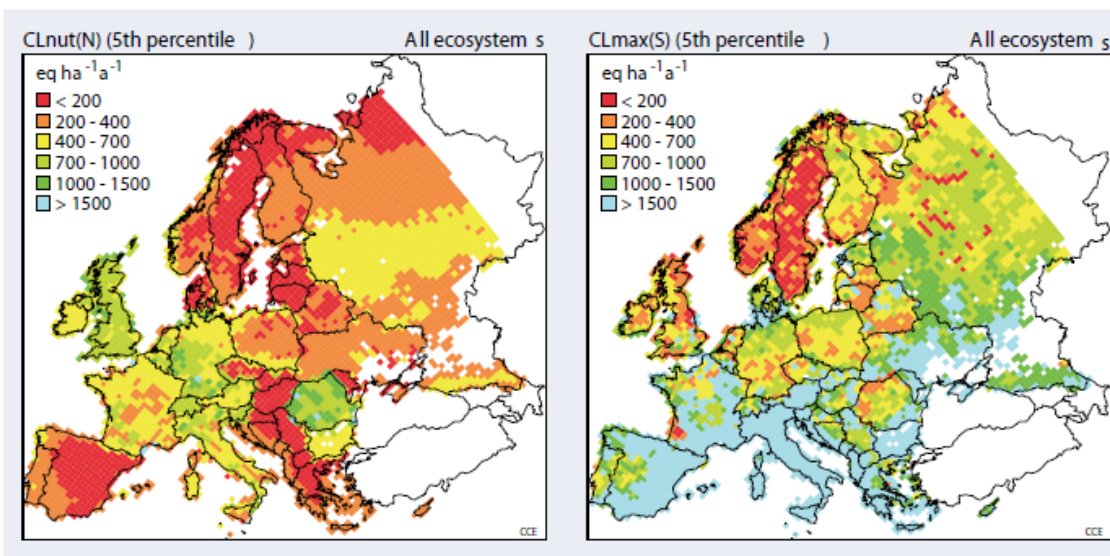 CLnut(N) (5th percentile )
All ecosystem s
eq ha -1 a-1
< 200
200 - 400
400 - 700
700 - 1000
1000 - 1500
> 1500
CCE
CLmax(S) (5th percentile )
All ecosystem s
eq ha -1 a-1
< 200
200 - 400
400 - 700
700 - 1000
1000 - 1500
> 1500
CCE